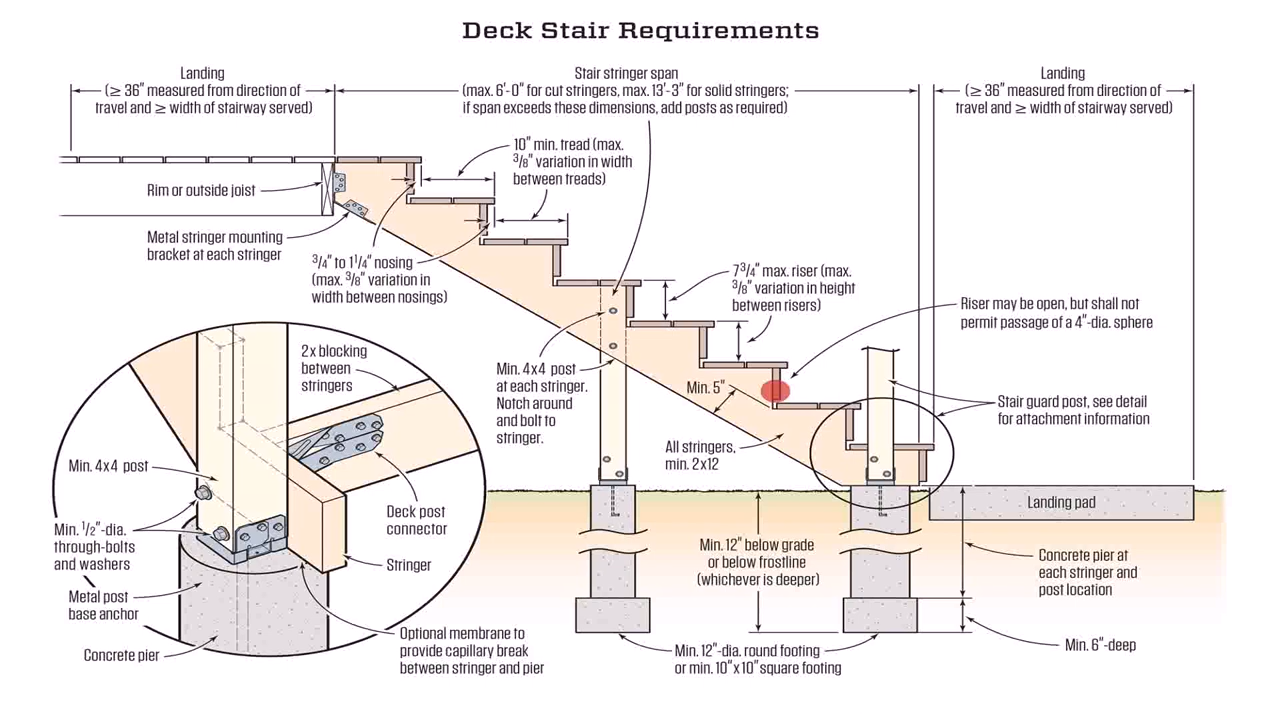 Deck Stair Requirements
Landing
(≥ 36" measured from direction of
travel and ≥ width of stairway served)
Stair stringer span
(max. 6'-0" for cut stringers, max. 13'-3" for solid stringers;
if span exceeds these dimensions, add posts as required)
Landing
(≥ 36" measured from direction of
travel and ≥ width of stairway served)
10" min. tread (max.
3/8" variation in width
between treads)
Rim or outside joist
Metal stringer mounting
bracket at each stringer
3/4" to 1 1/4" nosing
(max. 3/8" variation in
width between nosings)
7 3/4" max. riser (max.
3/8" variation in height
between risers)
Riser may be open, but shall not
permit passage of a 4"-dia. sphere
2x blocking
between
stringers
Min. 4x4 post
at each stringer.
Notch around
and bolt to
stringer.
Min. 5"
All stringers,
min. 2x12
Stair guard post, see detail
for attachment information
Min. 4x4 post
Min. 1/2"-dia.
through-bolts
and washers
Metal post
base anchor
Concrete pier
Deck post
connector
Stringer
Optional membrane to
provide capillary break
between stringer and pier
Landing pad
Min. 12" below grade
or below frostline
(whichever is deeper)
Concrete pier at
each stringer and
post location
Min. 12"-dia. round footing
or min. 10"x10" square footing
Min. 6"-deep